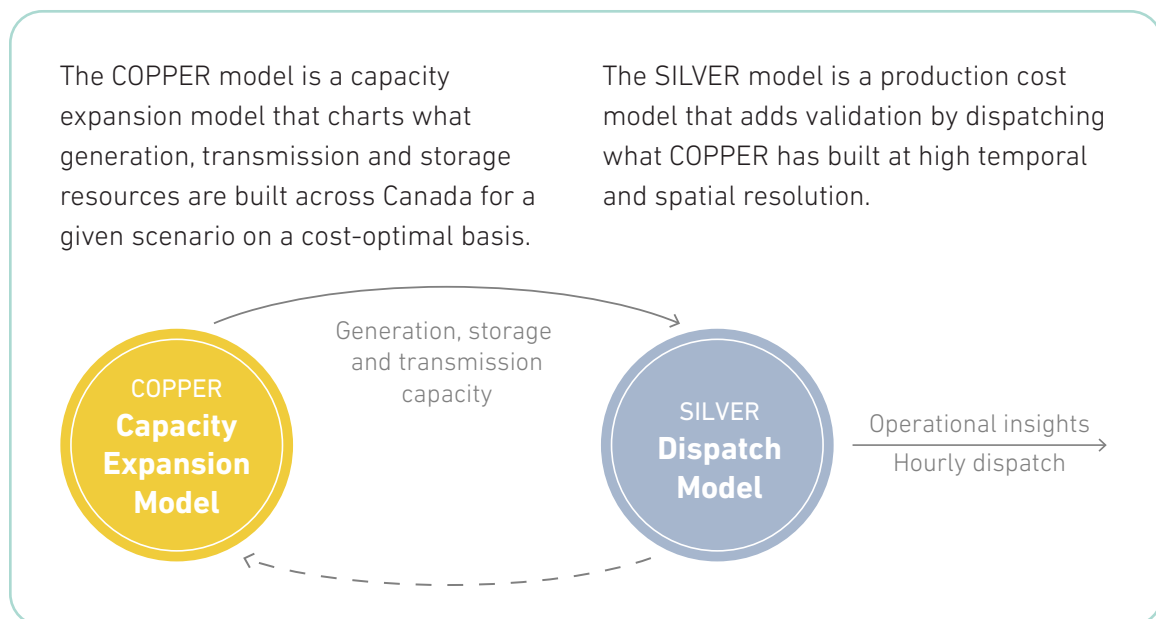 The COPPER model is a capacity
expansion model that charts what
generation, transmission and storage
resources are built across Canada for a
given scenario on a cost-optimal basis.
The SILVER model is a production cost
model that adds validation by dispatching
what COPPER has built at high temporal
and spatial resolution.
Generation, storage
and transmission
capacity
COPPER
Capacity
Expansion
Model
SILVER
Dispatch
Model
Operational insights
Hourly dispatch